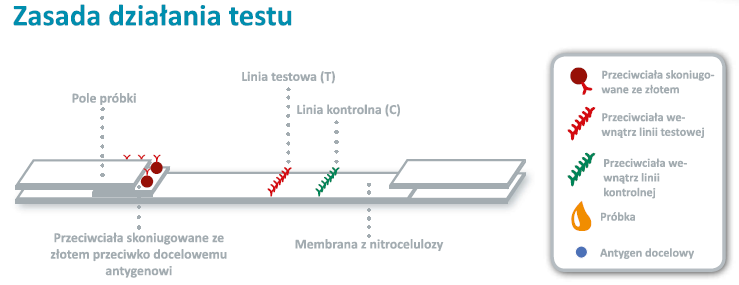 Zasada działania testu
Linia testowa (T)
Pole próbki
Linia kontrolna (C)
Przeciwciała skoniugowane ze
złotem przeciwko docelowemu
antygenowi
Membrana z nitrocelulozy
Przeciwciała skoniugo-
wane ze złotem
Przeciwciała we-
wnątrz linii testowej
Przeciwciała we-
wnątrz linii
kontrolnej
Próbka
Antygen docelowy